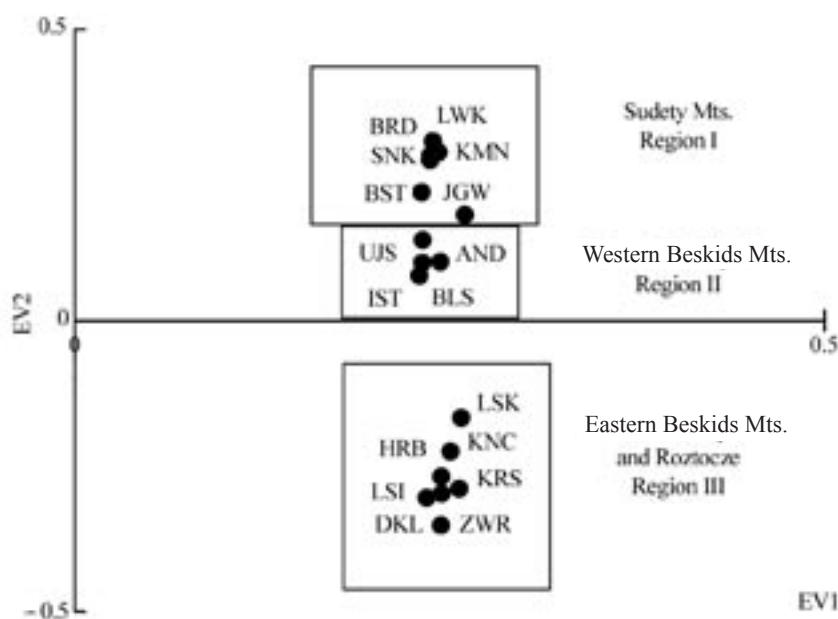 0.5
LWK
BRD
Sudety Mts.
Region I
SNK
KMN
BST
JGW
UJS
AND
Western Beskids Mts.
Region II
IST
BLS
EV2
0
0
0.5
LSK
Eastern Beskids Mts.
and Roztocze
Region III
HRB
KNC
KRS
LSI
DKL
ZWR
-0.5
EV1